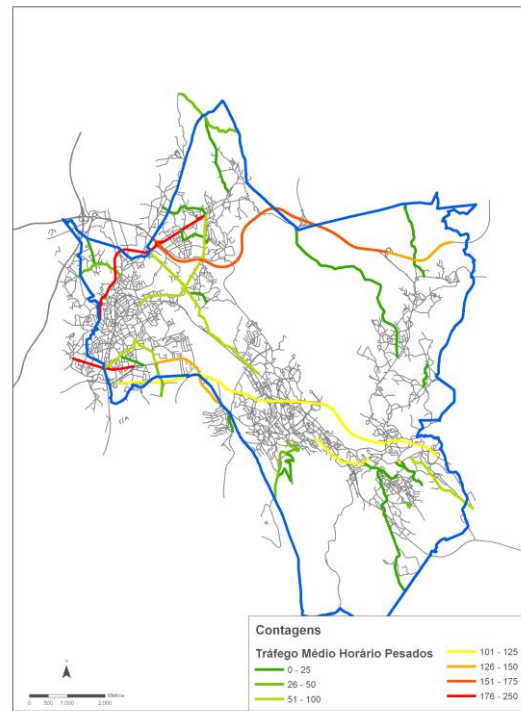 Contagens
Tráfego Médio Horário Pesados
0 - 25
26 - 50
51 - 100
101 - 125
126 - 150
151 - 175
176 - 250
0 500 1.000 2.000
Metros